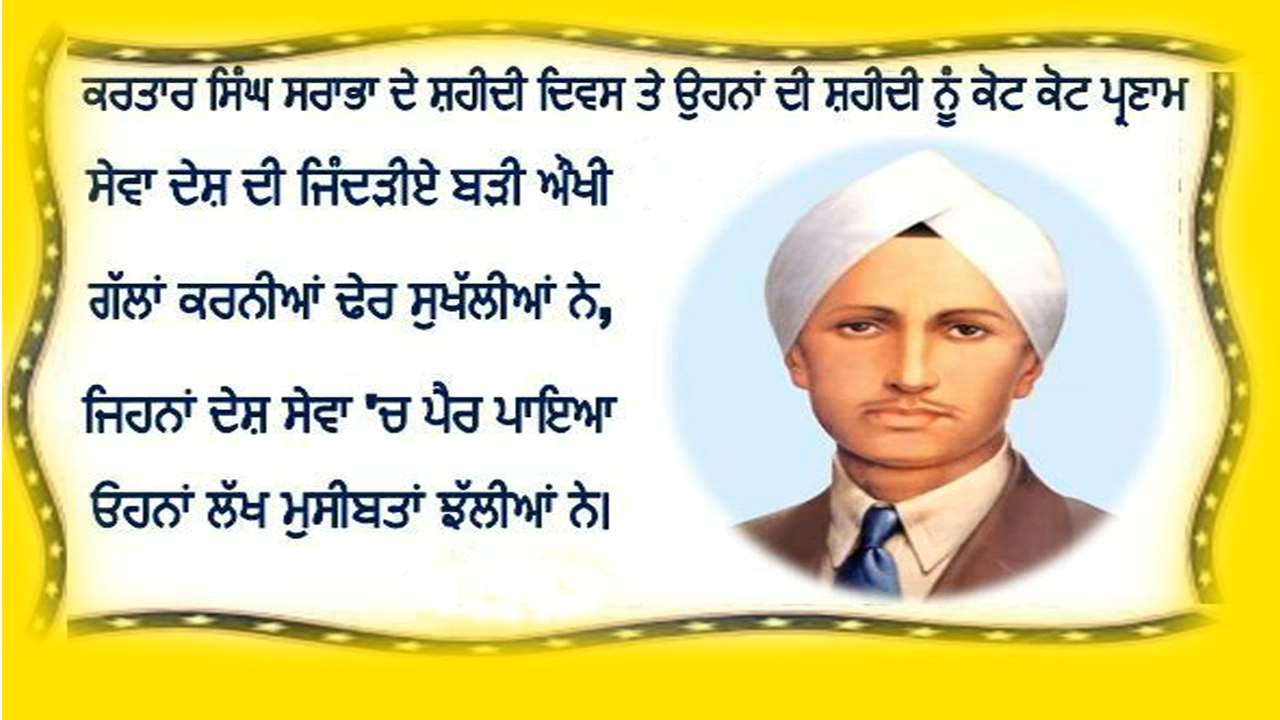 ਕਰਤਾਰ ਸਿੰਘ ਸਰਾਭਾ ਦੇ ਸ਼ਹੀਦੀ ਦਿਵਸ ਤੇ ਉਹਨਾਂ ਦੀ ਸ਼ਹੀਦੀ ਨੂੰ ਕੋਟ ਕੋਟ ਪ੍ਰਣਾਮ
ਸੇਵਾ ਦੇਸ਼ ਦੀ ਜਿੰਦੜੀਏ ਬੜੀ ਔਖੀ
ਗੱਲਾਂ ਕਰਨੀਆਂ ਢੇਰ ਸੁਖੱਲੀਆਂ ਨੇ,
ਜਿਹਨਾਂ ਦੇਸ਼ ਸੇਵਾ 'ਚ ਪੈਰ ਪਾਇਆ
ਓਹਨਾਂ ਲੱਖ ਮੁਸੀਬਤਾਂ ਝੱਲੀਆਂ ਨੇ।